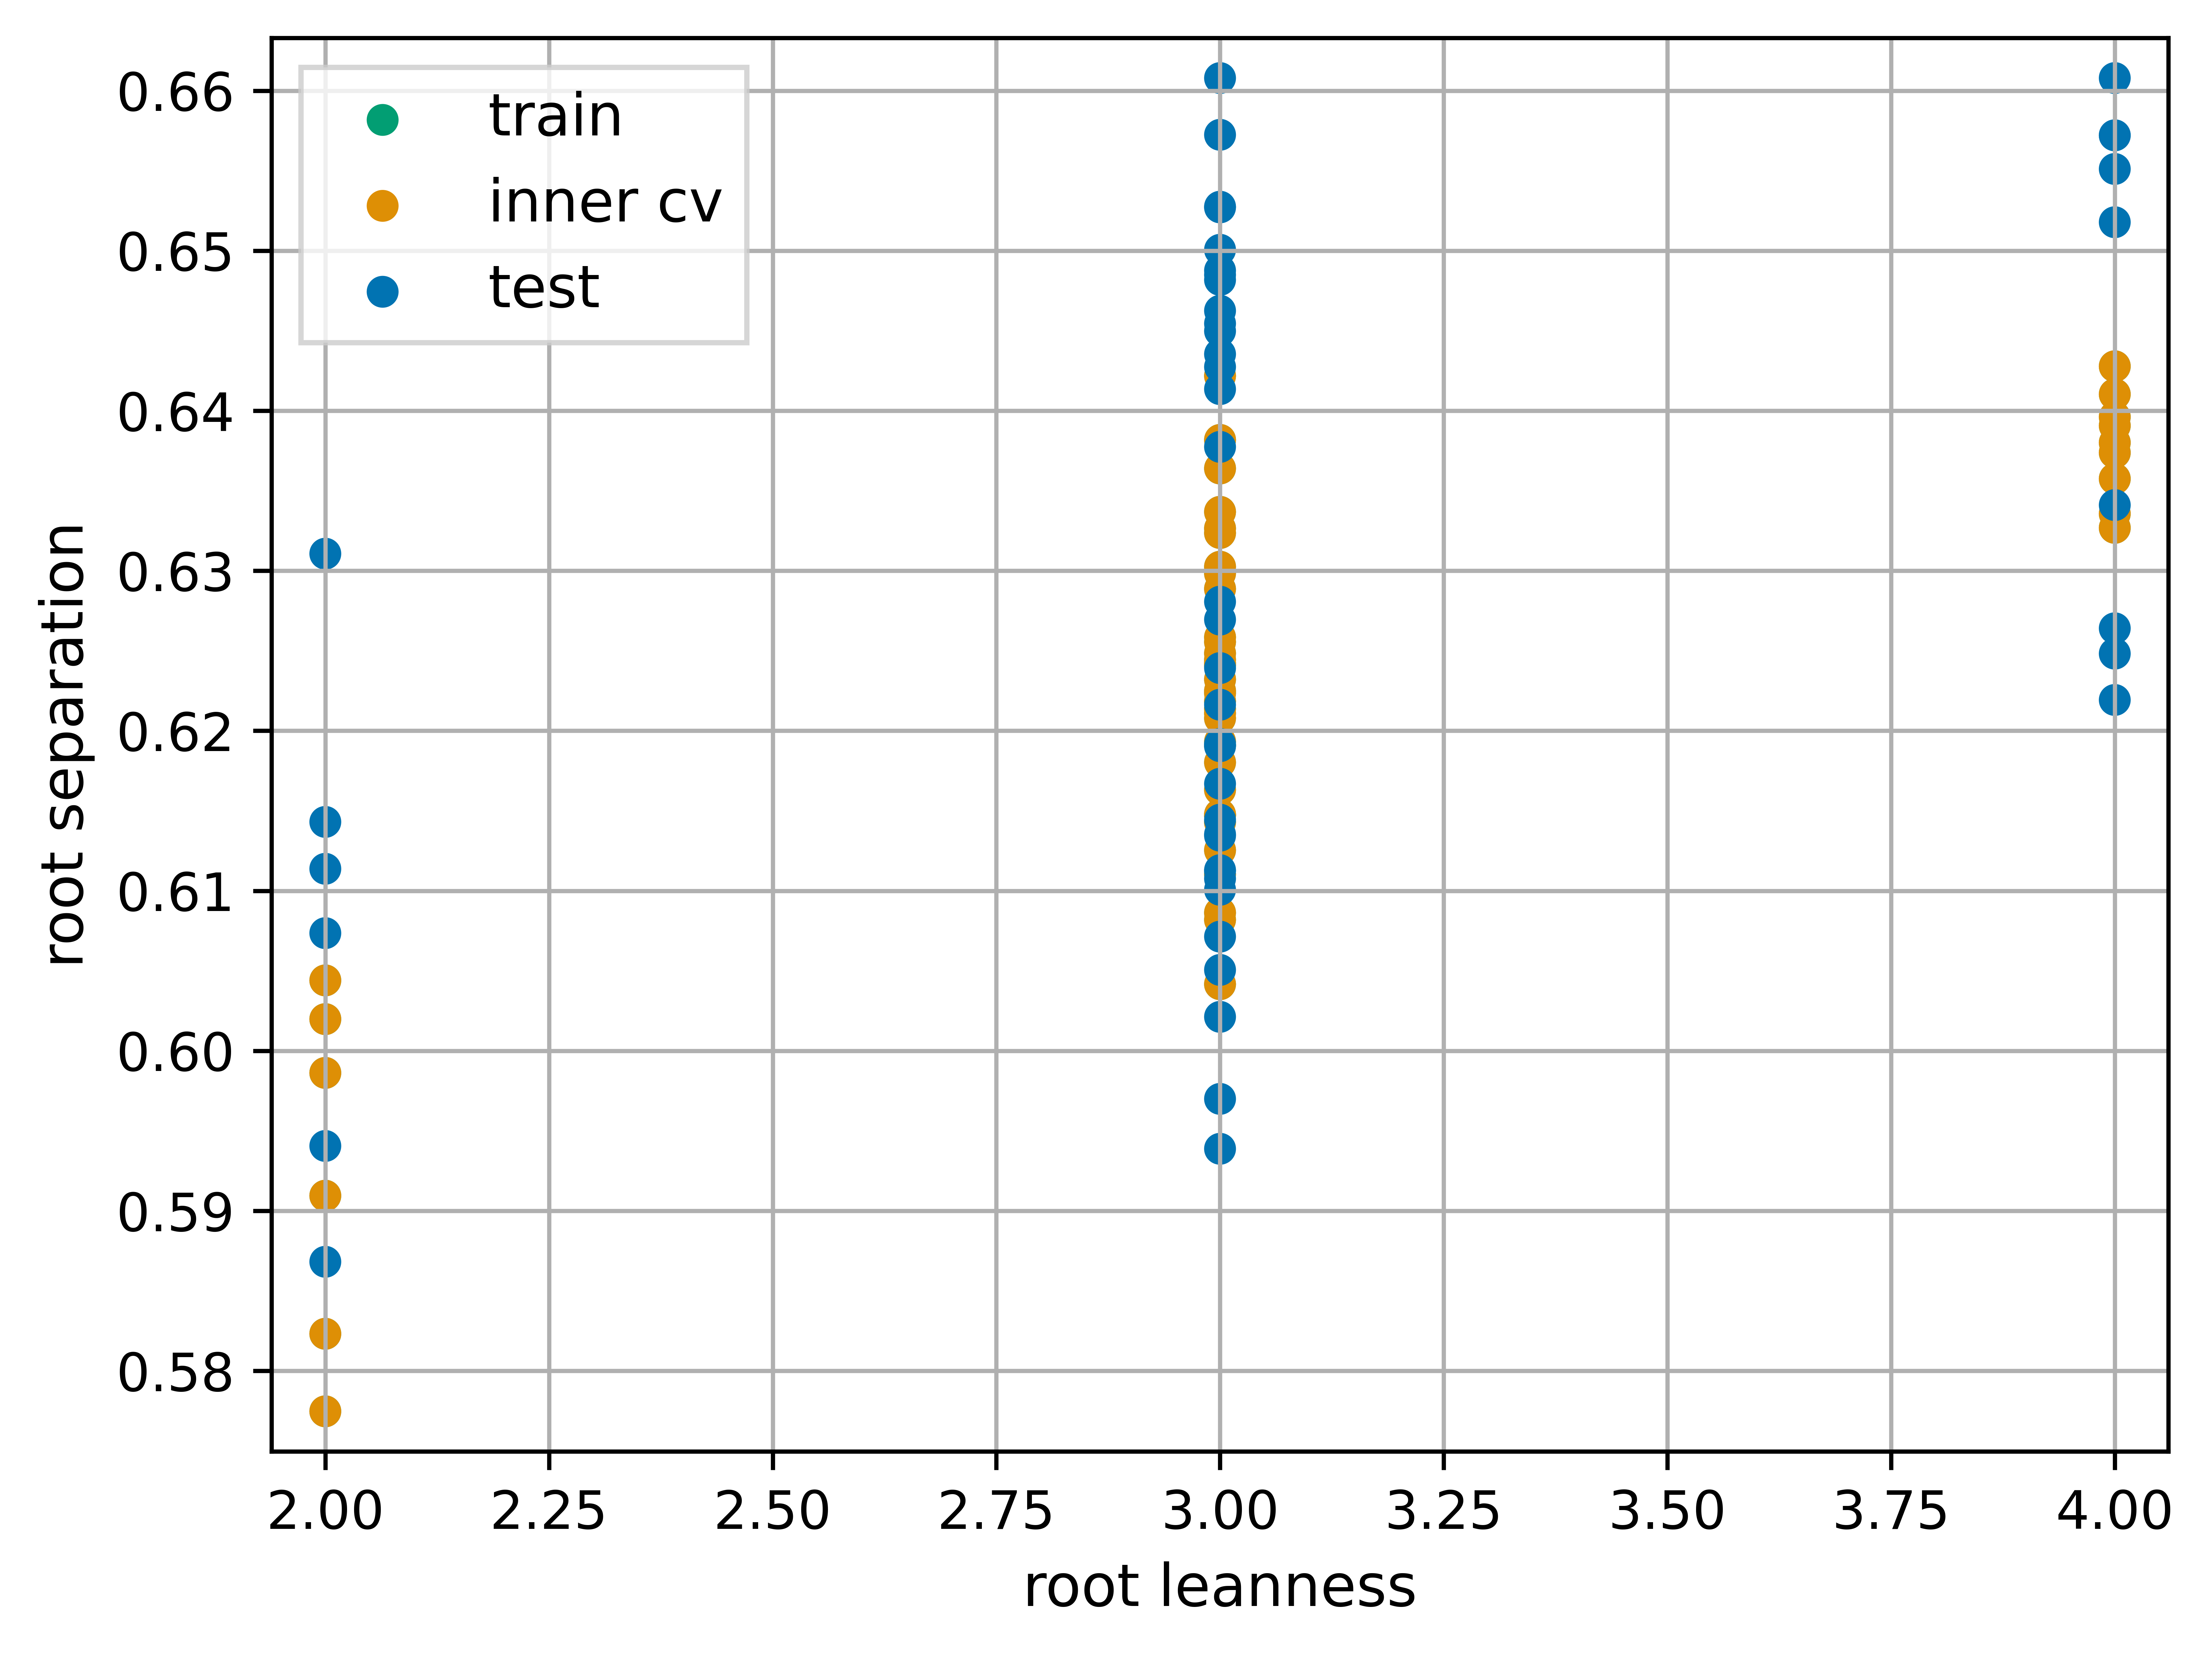 train
inner cv
test
0.66
0.65
0.64
0.63
0.62
0.61
0.60
0.59
0.58
root separation
2.00 2.25 2.50 2.75 3.00 3.25 3.50 3.75 4.00
root leanness